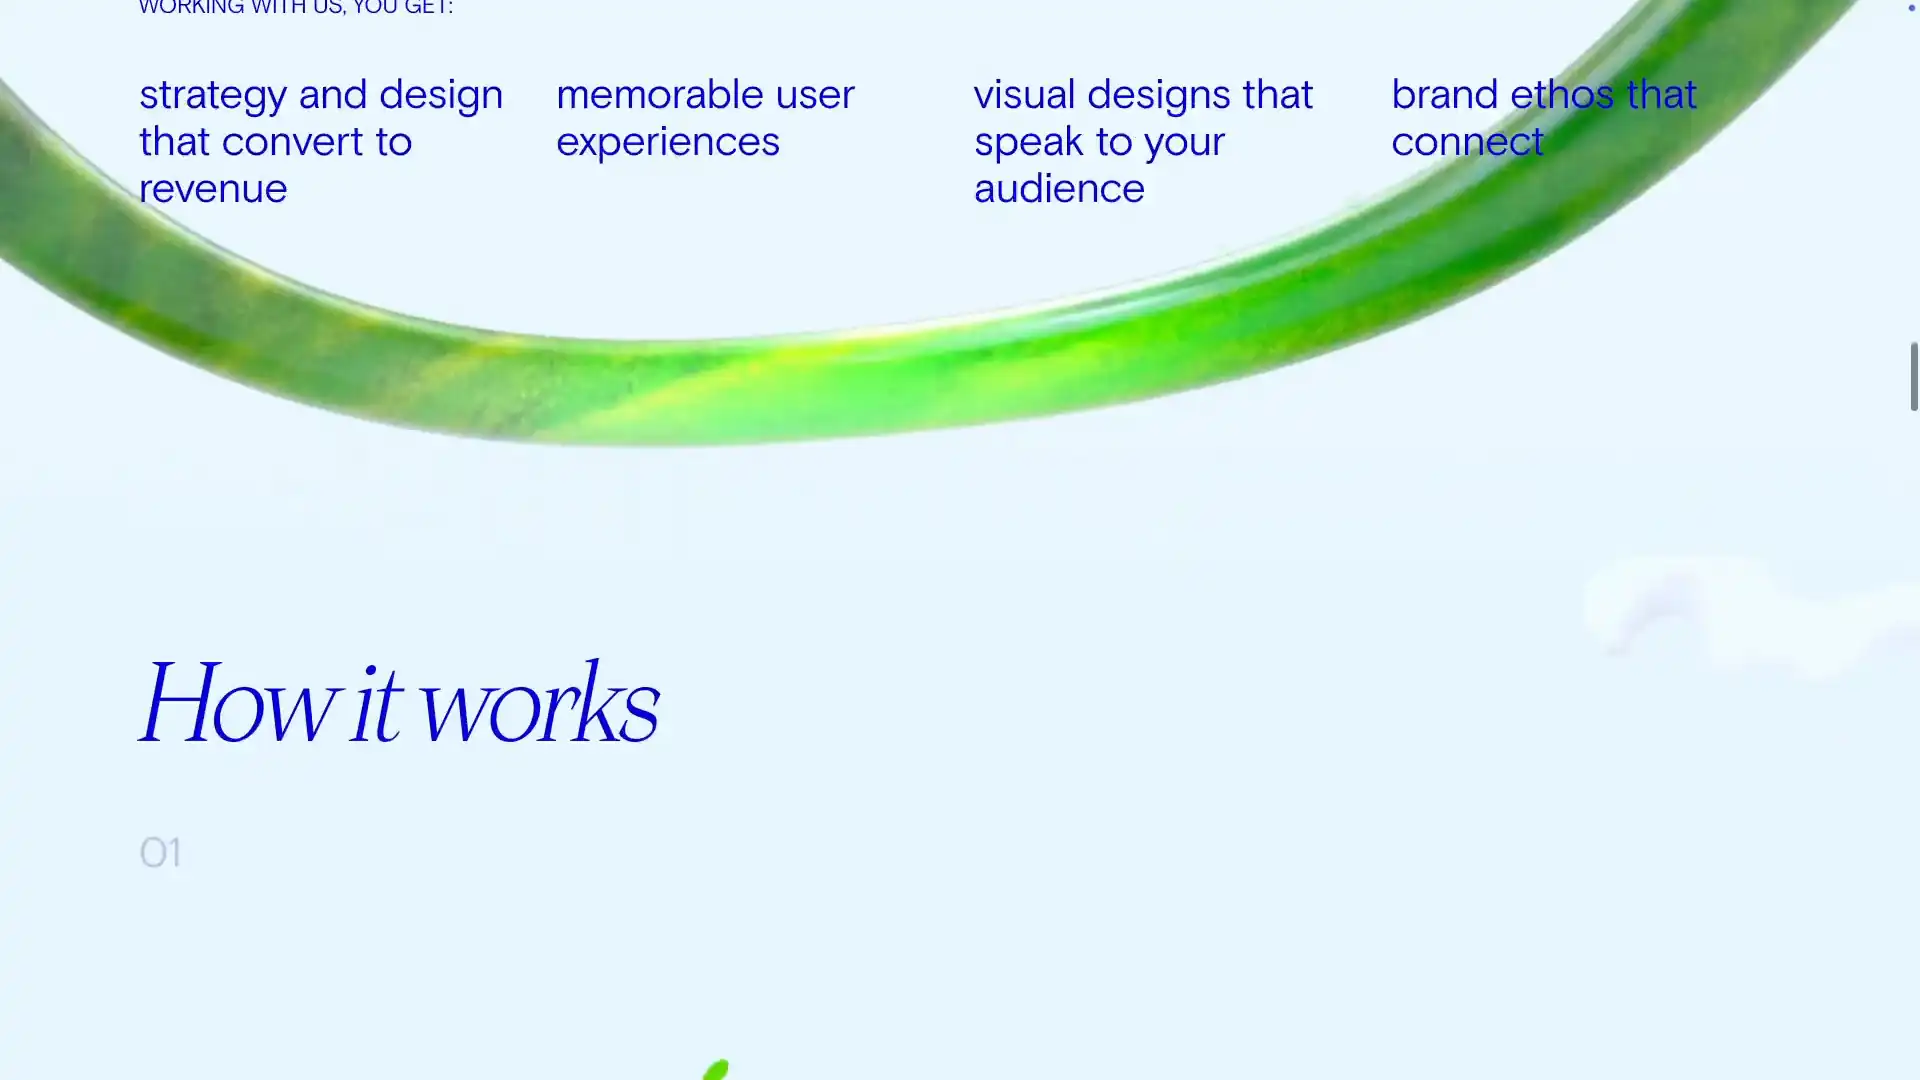 WORKING WITH US, YOU GET:
strategy and design
that convert to
revenue
memorable user
experiences
visual designs that
speak to your
audience
brand ethos that
connect
How it works
01